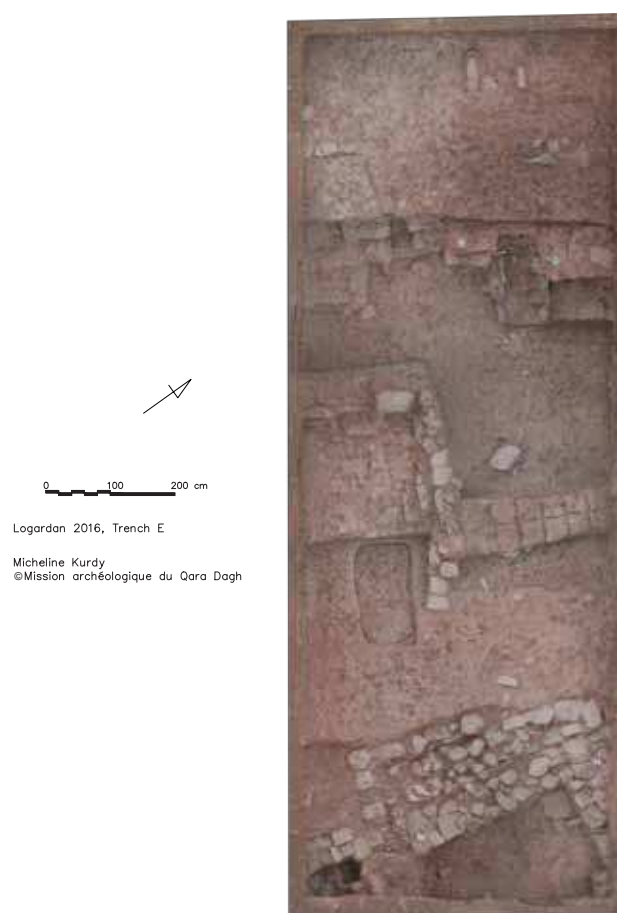 0 100 200 cm
Logardan 2016, Trench E
Micheline Kurdy
©Mission archéologique du Qara Dagh